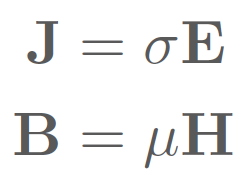 J = σE
B = μH